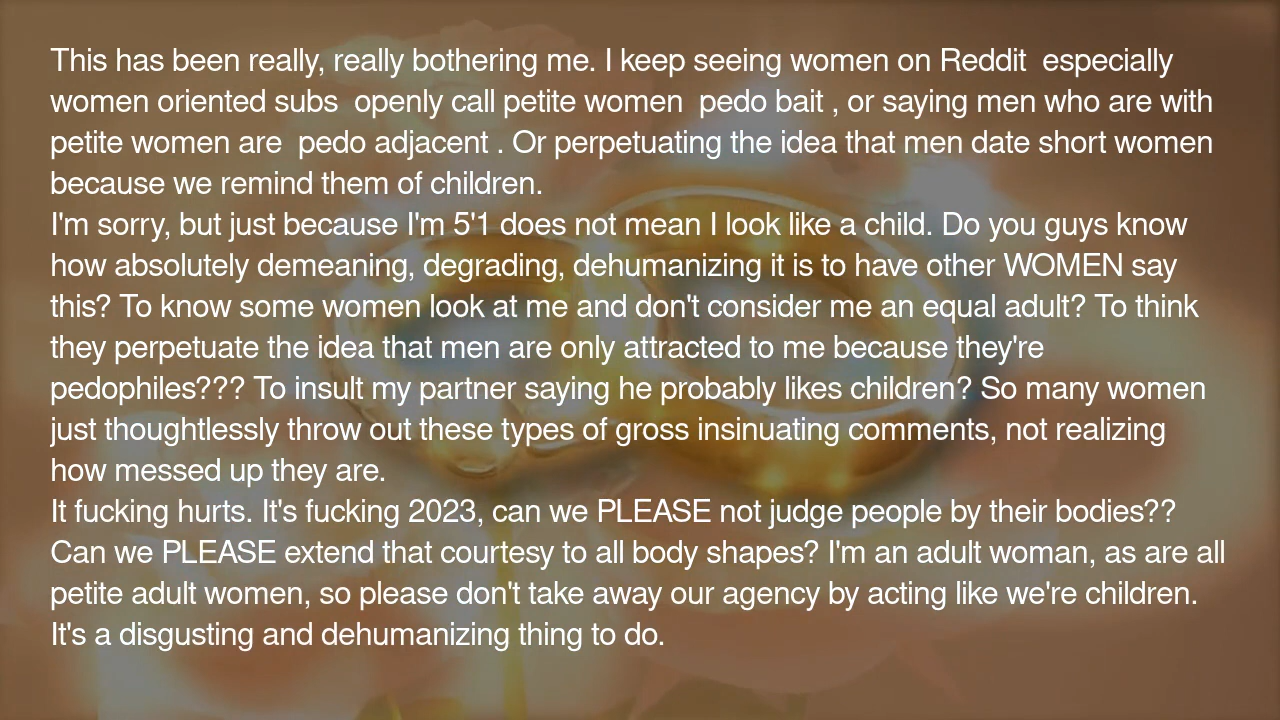 This has been really, really bothering me. I keep seeing women on Reddit  especially
women oriented subs  openly call petite women  pedo bait , or saying men who are with
petite women are  pedo adjacent . Or perpetuating the idea that men date short women
because we remind them of children.
I'm sorry, but just because I'm 5'1 does not mean I look like a child. Do you guys know
how absolutely demeaning, degrading, dehumanizing it is to have other WOMEN say
this? To know some women look at me and don't consider me an equal adult? To think
they perpetuate the idea that men are only attracted to me because they're
pedophiles??? To insult my partner saying he probably likes children? So many women
just thoughtlessly throw out these types of gross insinuating comments, not realizing
how messed up they are.
It fucking hurts. It's fucking 2023, can we PLEASE not judge people by their bodies??
Can we PLEASE extend that courtesy to all body shapes? I'm an adult woman, as are all
petite adult women, so please don't take away our agency by acting like we're children.
It's a disgusting and dehumanizing thing to do.